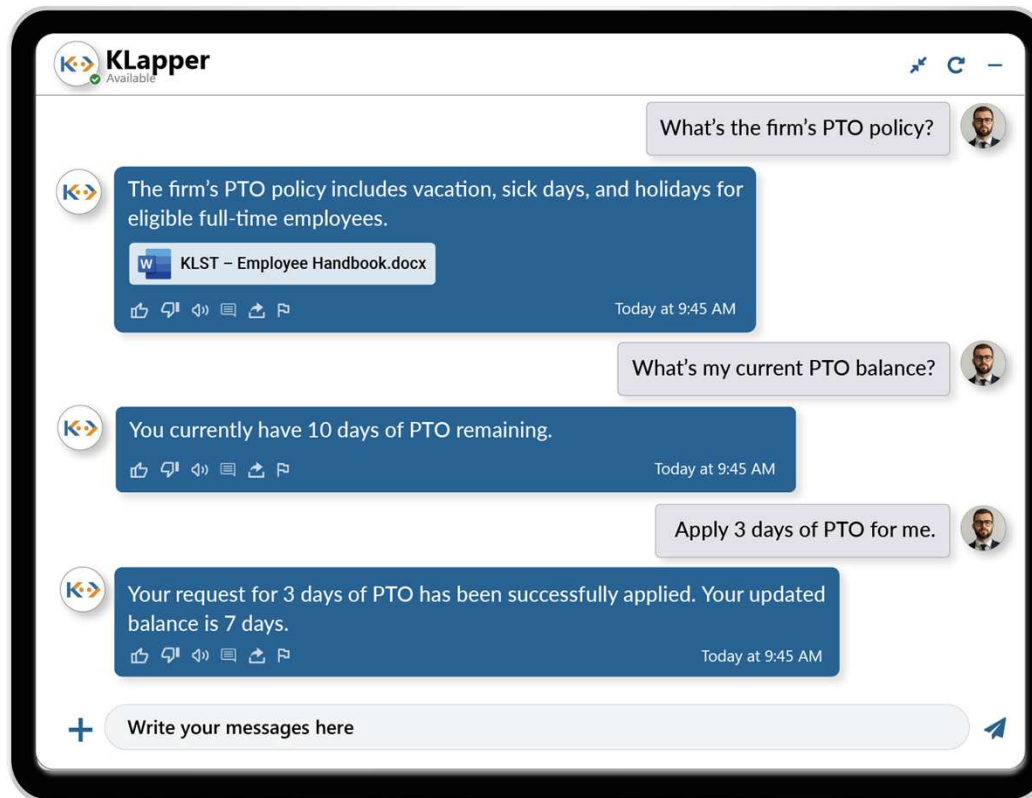 KLapper
Available
What’s the firm’s PTO policy?
The firm’s PTO policy includes vacation, sick days, and holidays for
eligible full-time employees.
W KLST – Employee Handbook.docx
Today at 9:45 AM
What’s my current PTO balance?
You currently have 10 days of PTO remaining.
Today at 9:45 AM
Apply 3 days of PTO for me.
Your request for 3 days of PTO has been successfully applied. Your updated
balance is 7 days.
Today at 9:45 AM
Write your messages here